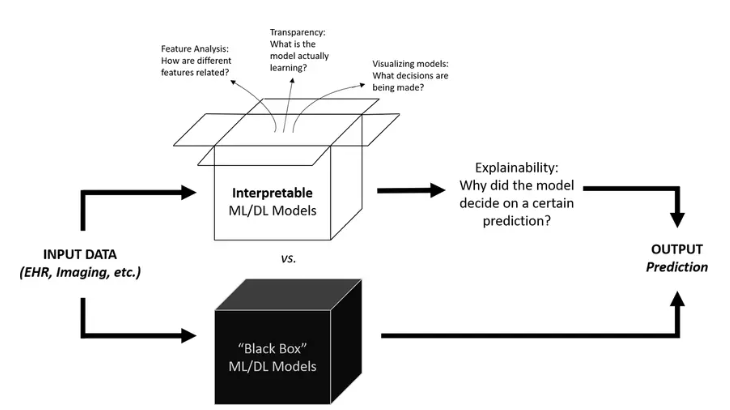 Feature Analysis:
How are different
features related?
Transparency:
What is the
model actually
learning?
Visualizing models:
What decisions are
being made?
Interpretable
ML/DL Models
Explainability:
Why did the model
decide on a certain
prediction?
INPUT DATA
(EHR, Imaging, etc.)
vs.
OUTPUT
Prediction
“Black Box”
ML/DL Models